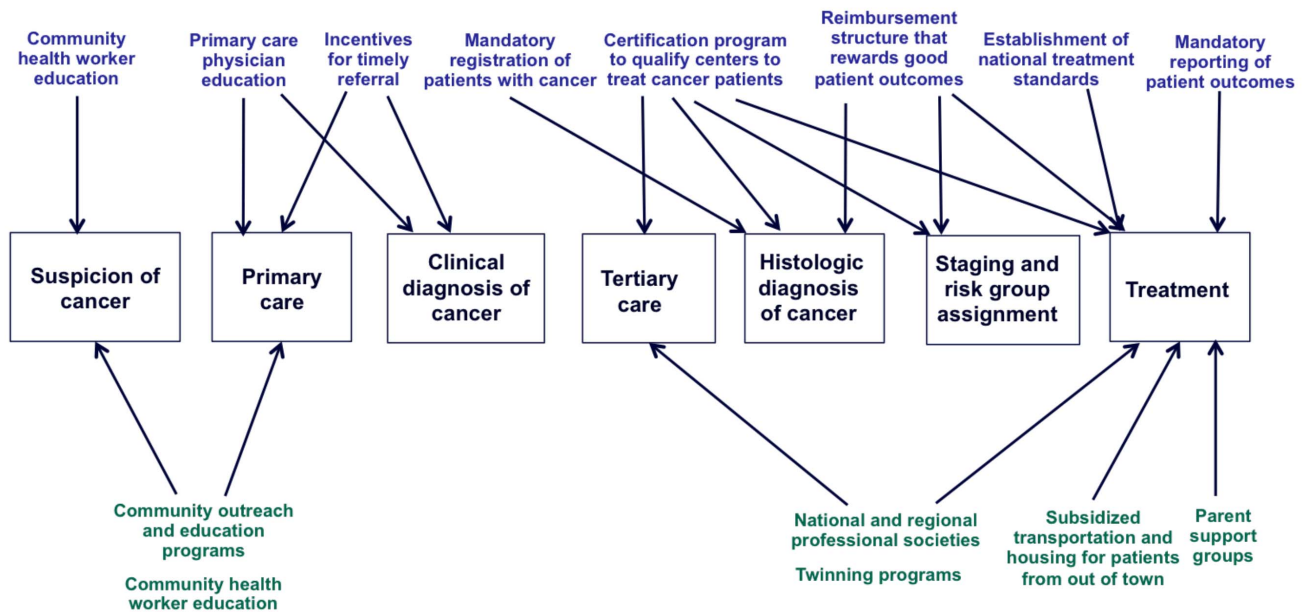 Community
health worker
education
Primary care
physician
education
Incentives
for timely
referral
Mandatory
registration of
patients with cancer
Certification program
to qualify centers to
treat cancer patients
Reimbursement
structure that
rewards good
patient outcomes
Establishment of
national treatment
standards
Mandatory
reporting of
patient outcomes
Suspicion of
cancer
Primary
care
Clinical
diagnosis of
cancer
Tertiary
care
Histologic
diagnosis
of cancer
Staging and
risk group
assignment
Treatment
Community outreach
and education
programs
Community health
worker education
National and regional
professional societies
Twinning programs
Subsidized
transportation and
housing for patients
from out of town
Parent
support
groups